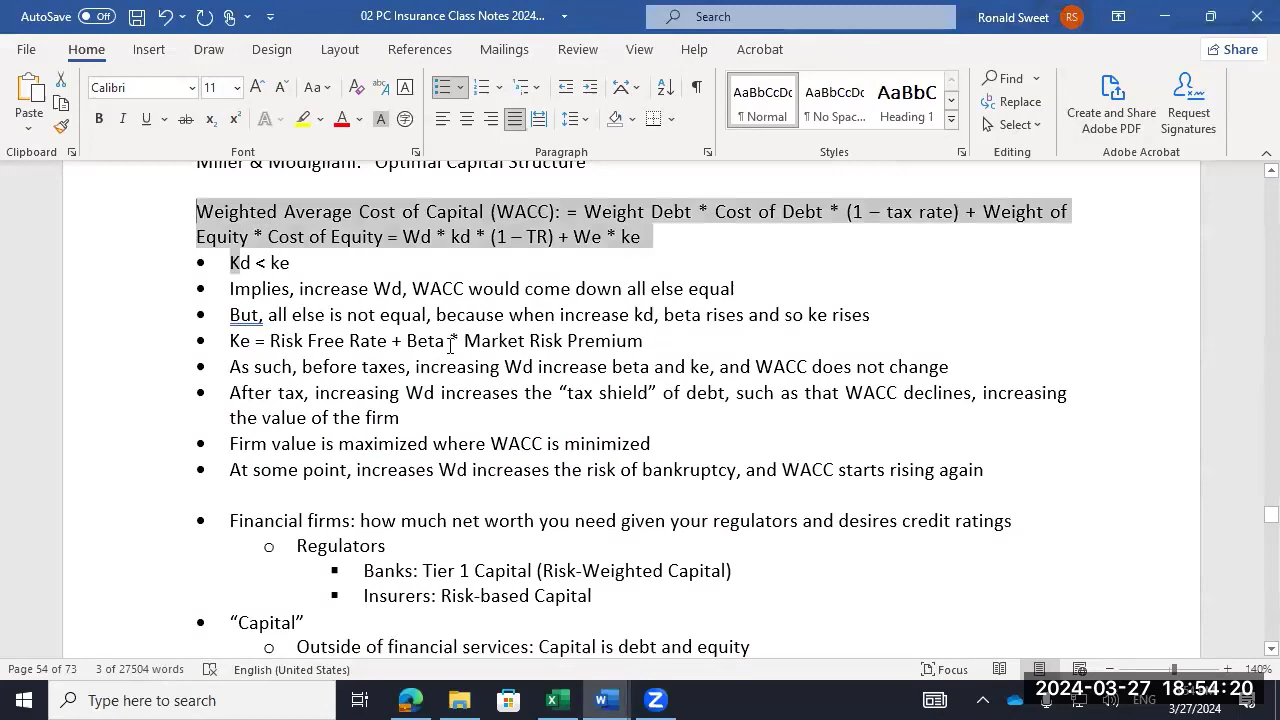 AutoSave Off 02 PC Insurance Class Notes 2024... Search Ronald Sweet RS
File Home Insert Draw Design Layout References Mailings Review View Help Acrobat Share
Calibri 11 Aa AaBbCcDc AaBbCcDc AaBbC Find
Paste ¶ Normal ¶ No Spac... Heading 1 Replace Create and Share Adobe PDF Request Signatures
B I U ab x₂ x² A A A Select
Clipboard Font Paragraph Styles Editing Adobe Acrobat
Miller & Modigliani: Optimal Capital Structure
Weighted Average Cost of Capital (WACC): = Weight Debt * Cost of Debt * (1 – tax rate) + Weight of
Equity * Cost of Equity = Wd * kd * (1 – TR) + We * ke
• Kd < ke
• Implies, increase Wd, WACC would come down all else equal
• But, all else is not equal, because when increase kd, beta rises and so ke rises
• Ke = Risk Free Rate + Beta * Market Risk Premium
• As such, before taxes, increasing Wd increase beta and ke, and WACC does not change
• After tax, increasing Wd increases the “tax shield” of debt, such as that WACC declines, increasing
the value of the firm
• Firm value is maximized where WACC is minimized
• At some point, increases Wd increases the risk of bankruptcy, and WACC starts rising again
• Financial firms: how much net worth you need given your regulators and desires credit ratings
o Regulators
▪ Banks: Tier 1 Capital (Risk-Weighted Capital)
▪ Insurers: Risk-based Capital
• “Capital”
o Outside of financial services: Capital is debt and equity
Page 54 of 73 3 of 27504 words English (United States) Focus 140%
Type here to search 2024-03-27 18:54:20
ENG 3/27/2024